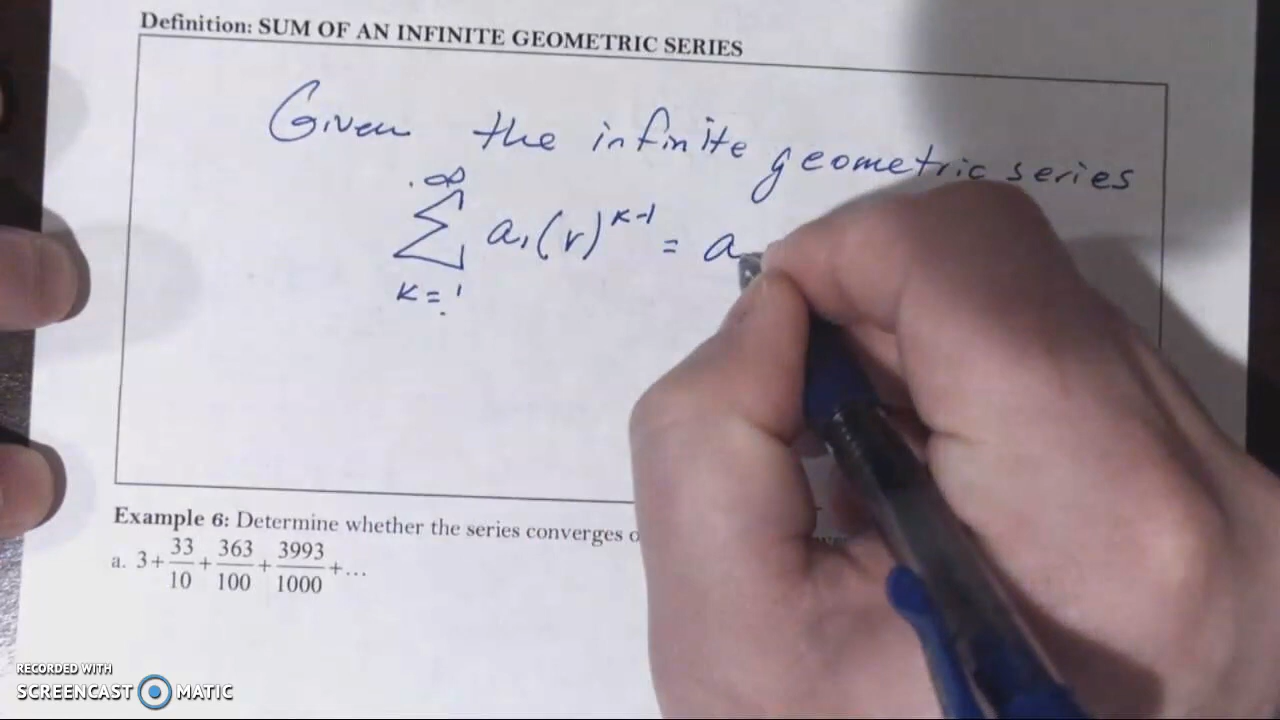 Definition: SUM OF AN INFINITE GEOMETRIC SERIES
Given the infinite geometric series
∞
∑ a₁(r)^(k-1) = a
k=1
Example 6: Determine whether the series converges
a. 3 + 33/10 + 363/100 + 3993/1000 + ...
RECORDED WITH
SCREENCAST MATIC